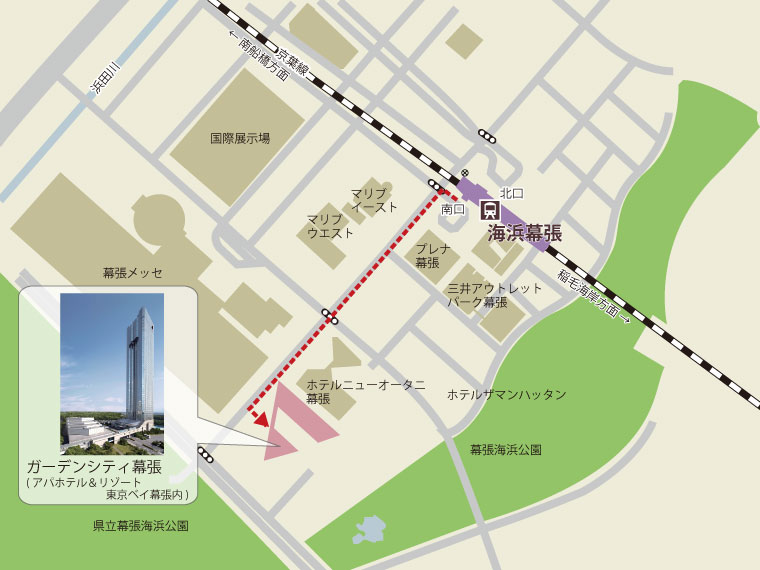 浜田川
← 南船橋方面
京葉線
国際展示場
マリブ
イースト
マリブ
ウエスト
北口
南口
海浜幕張
プレナ
幕張
三井アウトレット
パーク幕張
稲毛海岸方面 →
幕張メッセ
ホテルニューオータニ
幕張
ホテルザマンハッタン
幕張海浜公園
ガーデンシティ幕張
( アパホテル＆リゾート
東京ベイ幕張内 )
県立幕張海浜公園